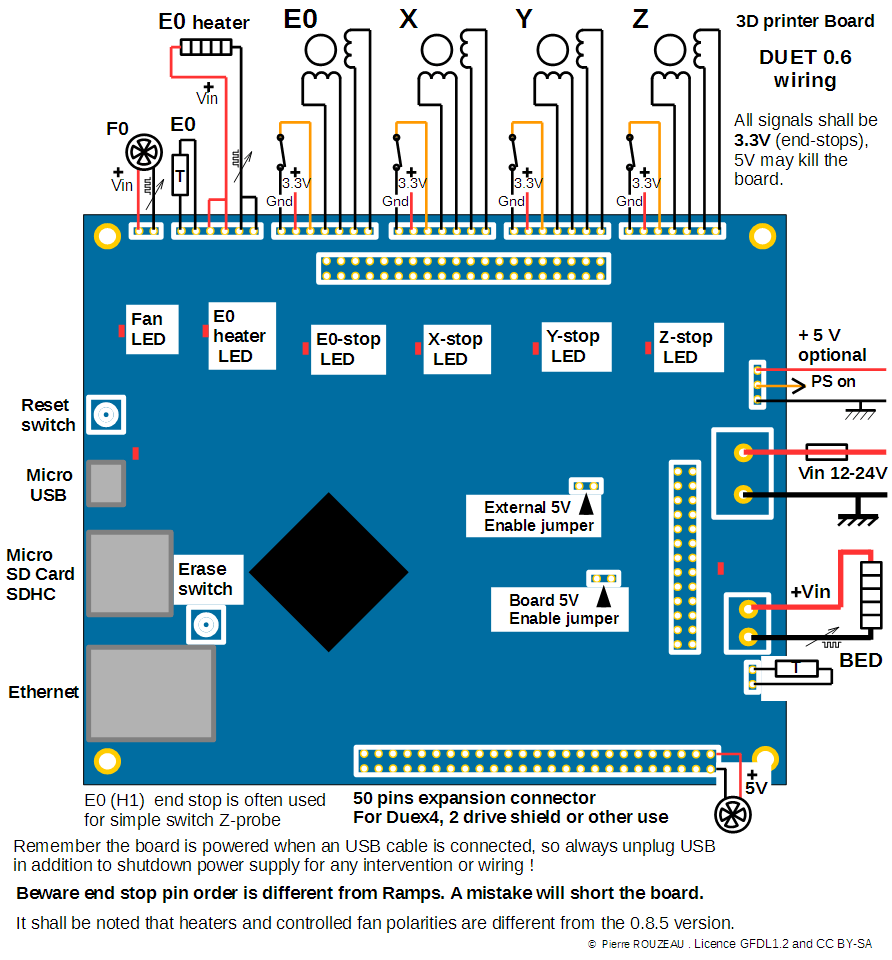 E0 heater
E0
X
Y
Z
3D printer Board
DUET 0.6
wiring
All signals shall be
3.3V (end-stops),
5V may kill the
board.
+
Vin
F0
E0
+
Vin
T
+
3.3V
Gnd
+
3.3V
Gnd
+
3.3V
Gnd
+
3.3V
Gnd
Fan
LED
E0
heater
LED
E0-stop
LED
X-stop
LED
Y-stop
LED
Z-stop
LED
+ 5 V
optional
PS on
Reset
switch
Micro
USB
Vin 12-24V
External 5V
Enable jumper
Micro
SD Card
SDHC
Erase
switch
Board 5V
Enable jumper
+Vin
BED
T
Ethernet
+
5V
E0 (H1) end stop is often used
for simple switch Z-probe
50 pins expansion connector
For Duex4, 2 drive shield or other use
Remember the board is powered when an USB cable is connected, so always unplug USB
in addition to shutdown power supply for any intervention or wiring !
Beware end stop pin order is different from Ramps. A mistake will short the board.
It shall be noted that heaters and controlled fan polarities are different from the 0.8.5 version.
© Pierre ROUZEAU . Licence GFDL1.2 and CC BY-SA